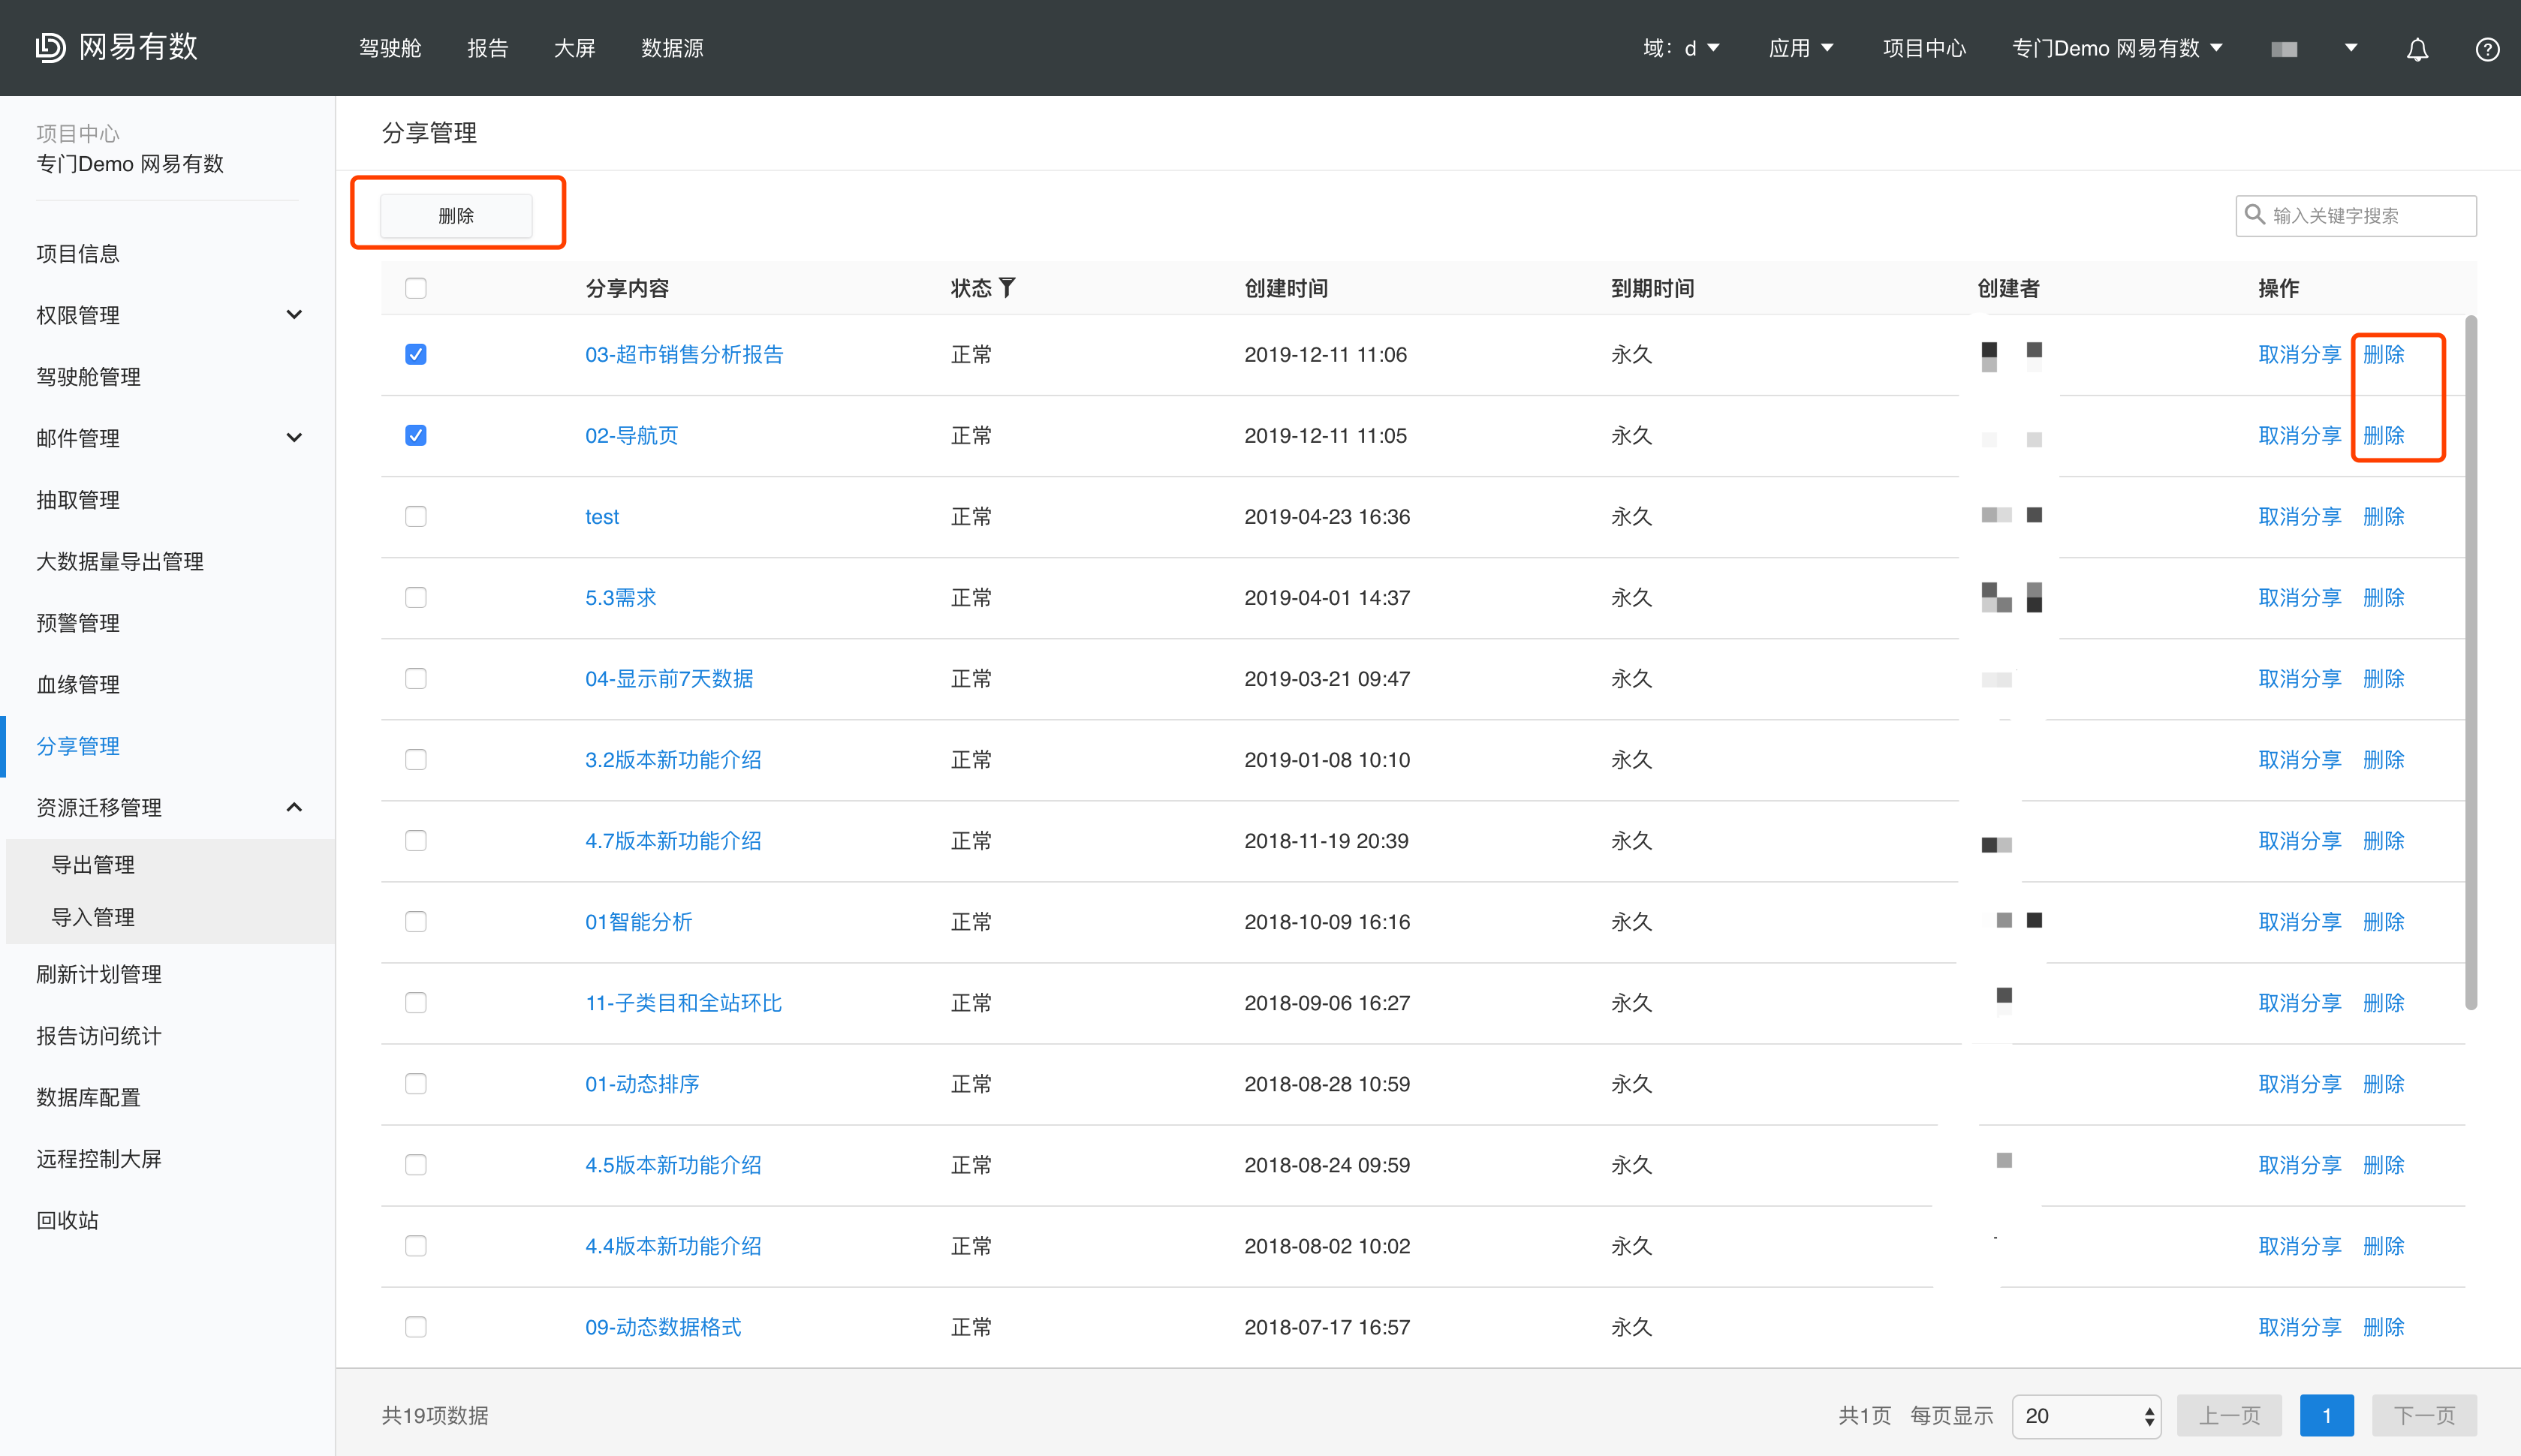 网易有数 驾驶舱 报告 大屏 数据源 域：d 应用 项目中心 专门Demo 网易有数
项目中心
专门Demo 网易有数
项目信息
权限管理
驾驶舱管理
邮件管理
抽取管理
大数据量导出管理
预警管理
血缘管理
分享管理
资源迁移管理
导出管理
导入管理
刷新计划管理
报告访问统计
数据库配置
远程控制大屏
回收站
分享管理
删除
输入关键字搜索
分享内容 状态 创建时间 到期时间 创建者 操作
03-超市销售分析报告 正常 2019-12-11 11:06 永久 取消分享 删除
02-导航页 正常 2019-12-11 11:05 永久 取消分享 删除
test 正常 2019-04-23 16:36 永久 取消分享 删除
5.3需求 正常 2019-04-01 14:37 永久 取消分享 删除
04-显示前7天数据 正常 2019-03-21 09:47 永久 取消分享 删除
3.2版本新功能介绍 正常 2019-01-08 10:10 永久 取消分享 删除
4.7版本新功能介绍 正常 2018-11-19 20:39 永久 取消分享 删除
01智能分析 正常 2018-10-09 16:16 永久 取消分享 删除
11-子类目和全站环比 正常 2018-09-06 16:27 永久 取消分享 删除
01-动态排序 正常 2018-08-28 10:59 永久 取消分享 删除
4.5版本新功能介绍 正常 2018-08-24 09:59 永久 取消分享 删除
4.4版本新功能介绍 正常 2018-08-02 10:02 永久 取消分享 删除
09-动态数据格式 正常 2018-07-17 16:57 永久 取消分享 删除
共19项数据 共1页 每页显示 20 上一页 1 下一页